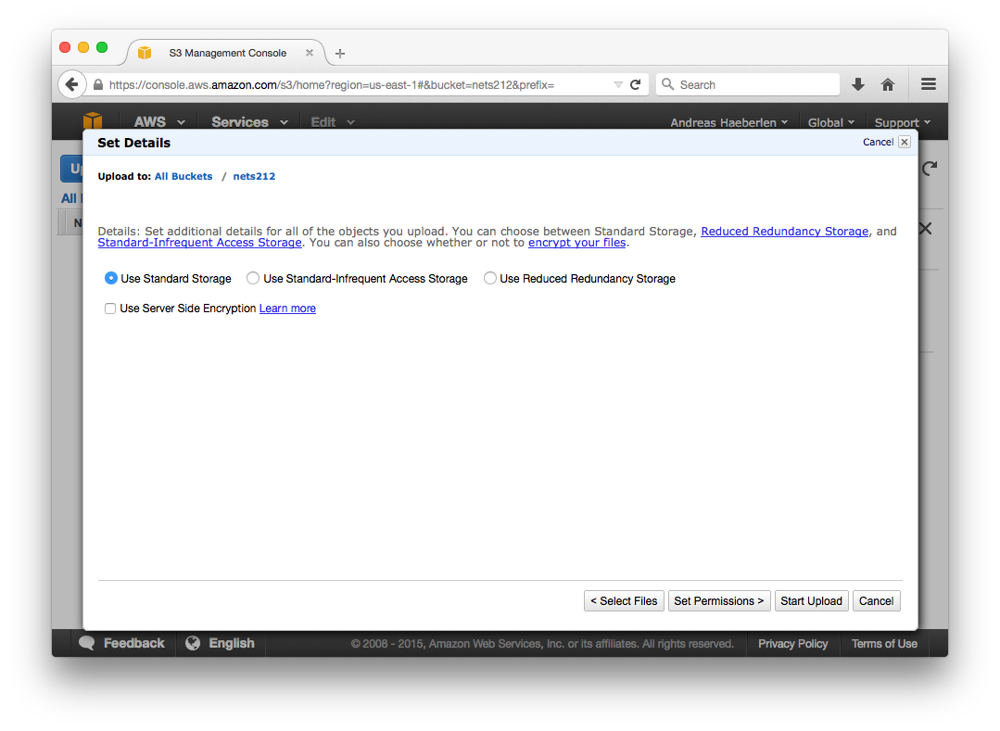 S3 Management Console
https://console.aws.amazon.com/s3/home?region=us-east-1#&bucket=nets212&prefix=
Search
AWS Services Edit Andreas Haeberlen Global Support
Set Details Cancel
Upload to: All Buckets / nets212
Up
All
N
Details: Set additional details for all of the objects you upload. You can choose between Standard Storage, Reduced Redundancy Storage, and
Standard-Infrequent Access Storage. You can also choose whether or not to encrypt your files.
Use Standard Storage Use Standard-Infrequent Access Storage Use Reduced Redundancy Storage
Use Server Side Encryption Learn more
< Select Files Set Permissions > Start Upload Cancel
Feedback English © 2008 - 2015, Amazon Web Services, Inc. or its affiliates. All rights reserved. Privacy Policy Terms of Use